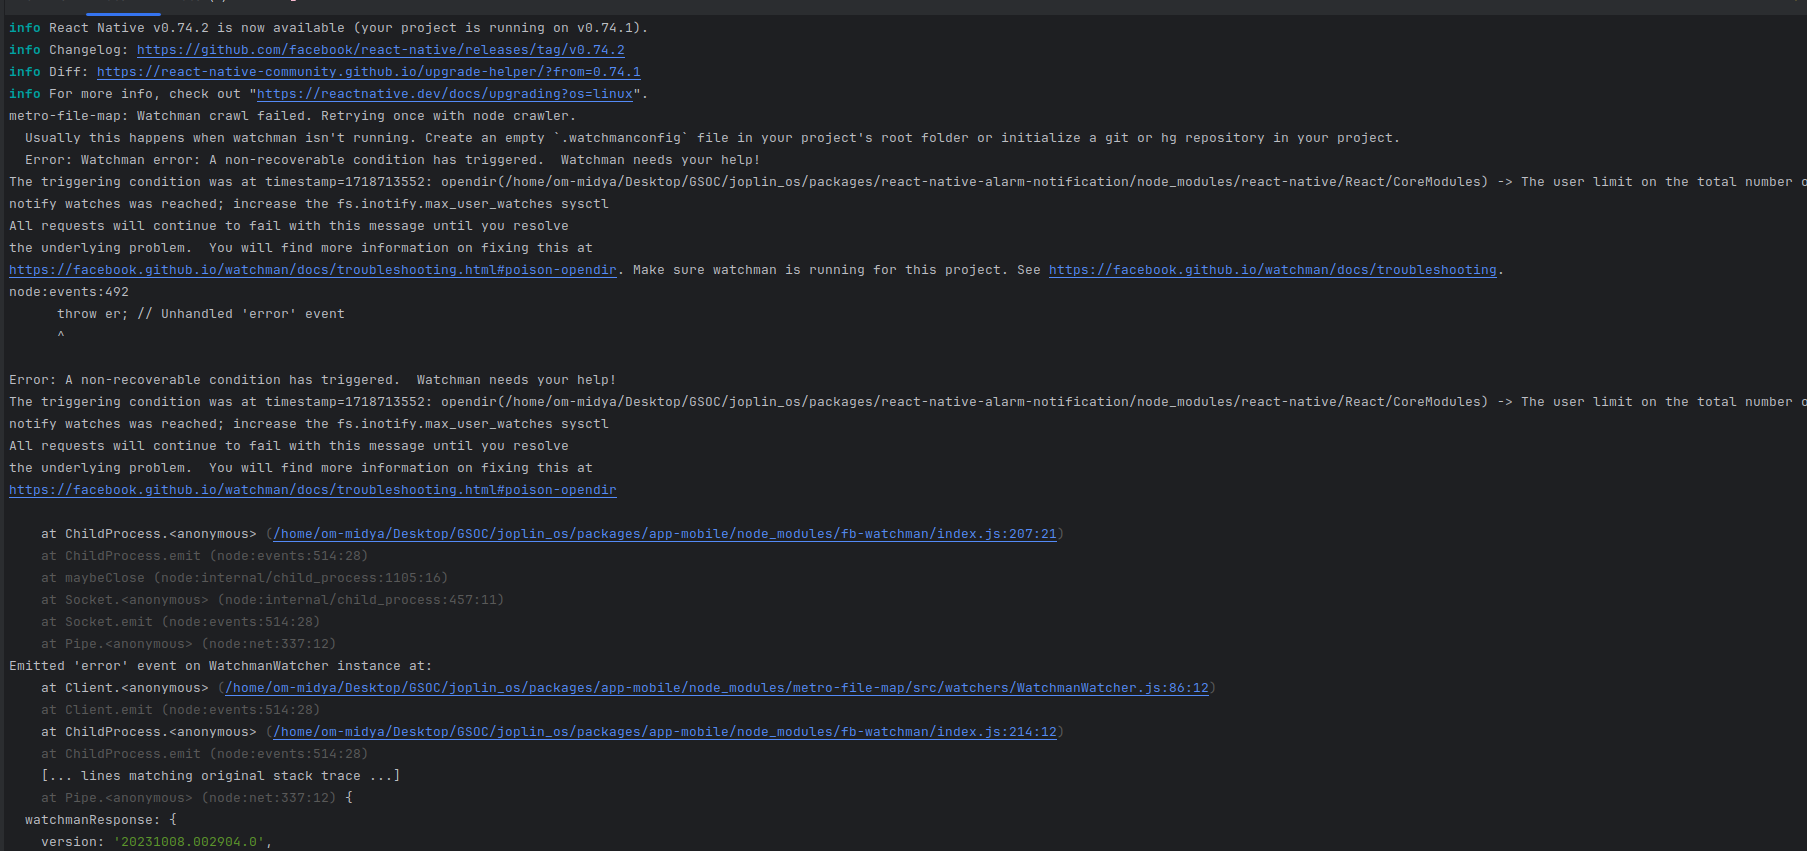 info React Native v0.74.2 is now available (your project is running on v0.74.1).
info Changelog: https://github.com/facebook/react-native/releases/tag/v0.74.2
info Diff: https://react-native-community.github.io/upgrade-helper/?from=0.74.1
info For more info, check out "https://reactnative.dev/docs/upgrading?os=linux".
metro-file-map: Watchman crawl failed. Retrying once with node crawler.
  Usually this happens when watchman isn't running. Create an empty `.watchmanconfig` file in your project's root folder or initialize a git or hg repository in your project.
  Error: Watchman error: A non-recoverable condition has triggered.  Watchman needs your help!
The triggering condition was at timestamp=1718713552: opendir(/home/om-midya/Desktop/GSOC/joplin_os/packages/react-native-alarm-notification/node_modules/react-native/React/CoreModules) -> The user limit on the total number
notify watches was reached; increase the fs.inotify.max_user_watches sysctl
All requests will continue to fail with this message until you resolve
the underlying problem.  You will find more information on fixing this at
https://facebook.github.io/watchman/docs/troubleshooting.html#poison-opendir. Make sure watchman is running for this project. See https://facebook.github.io/watchman/docs/troubleshooting.
node:events:492
      throw er; // Unhandled 'error' event
      ^
Error: A non-recoverable condition has triggered.  Watchman needs your help!
The triggering condition was at timestamp=1718713552: opendir(/home/om-midya/Desktop/GSOC/joplin_os/packages/react-native-alarm-notification/node_modules/react-native/React/CoreModules) -> The user limit on the total number
notify watches was reached; increase the fs.inotify.max_user_watches sysctl
All requests will continue to fail with this message until you resolve
the underlying problem.  You will find more information on fixing this at
https://facebook.github.io/watchman/docs/troubleshooting.html#poison-opendir
    at ChildProcess.<anonymous> (/home/om-midya/Desktop/GSOC/joplin_os/packages/app-mobile/node_modules/fb-watchman/index.js:207:21)
    at ChildProcess.emit (node:events:514:28)
    at maybeClose (node:internal/child_process:1105:16)
    at Socket.<anonymous> (node:internal/child_process:457:11)
    at Socket.emit (node:events:514:28)
    at Pipe.<anonymous> (node:net:337:12)
Emitted 'error' event on WatchmanWatcher instance at:
    at Client.<anonymous> (/home/om-midya/Desktop/GSOC/joplin_os/packages/app-mobile/node_modules/metro-file-map/src/watchers/WatchmanWatcher.js:86:12)
    at Client.emit (node:events:514:28)
    at ChildProcess.<anonymous> (/home/om-midya/Desktop/GSOC/joplin_os/packages/app-mobile/node_modules/fb-watchman/index.js:214:12)
    at ChildProcess.emit (node:events:514:28)
    [... lines matching original stack trace ...]
    at Pipe.<anonymous> (node:net:337:12) {
  watchmanResponse: {
    version: '20231008.002904.0',